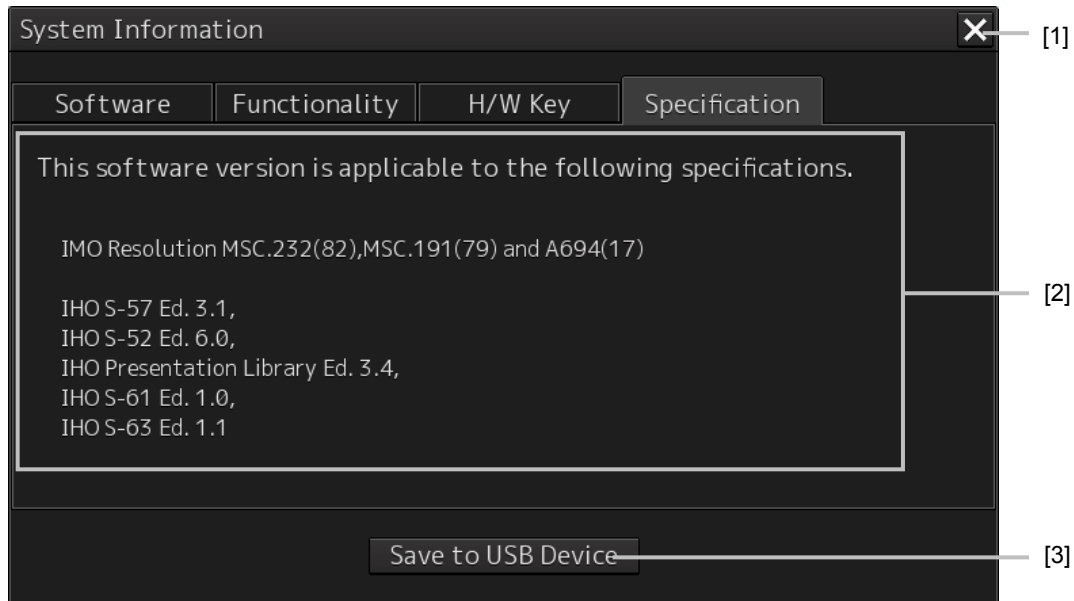 System Information
[1]
Software
Functionality
H/W Key
Specification
This software version is applicable to the following specifications.
IMO Resolution MSC.232(82),MSC.191(79) and A694(17)
IHO S-57 Ed. 3.1,
[2]
IHO S-52 Ed. 6.0,
IHO Presentation Library Ed. 3.4,
IHO S-61 Ed. 1.0,
IHO S-63 Ed. 1.1
Save to USB Device
[3]